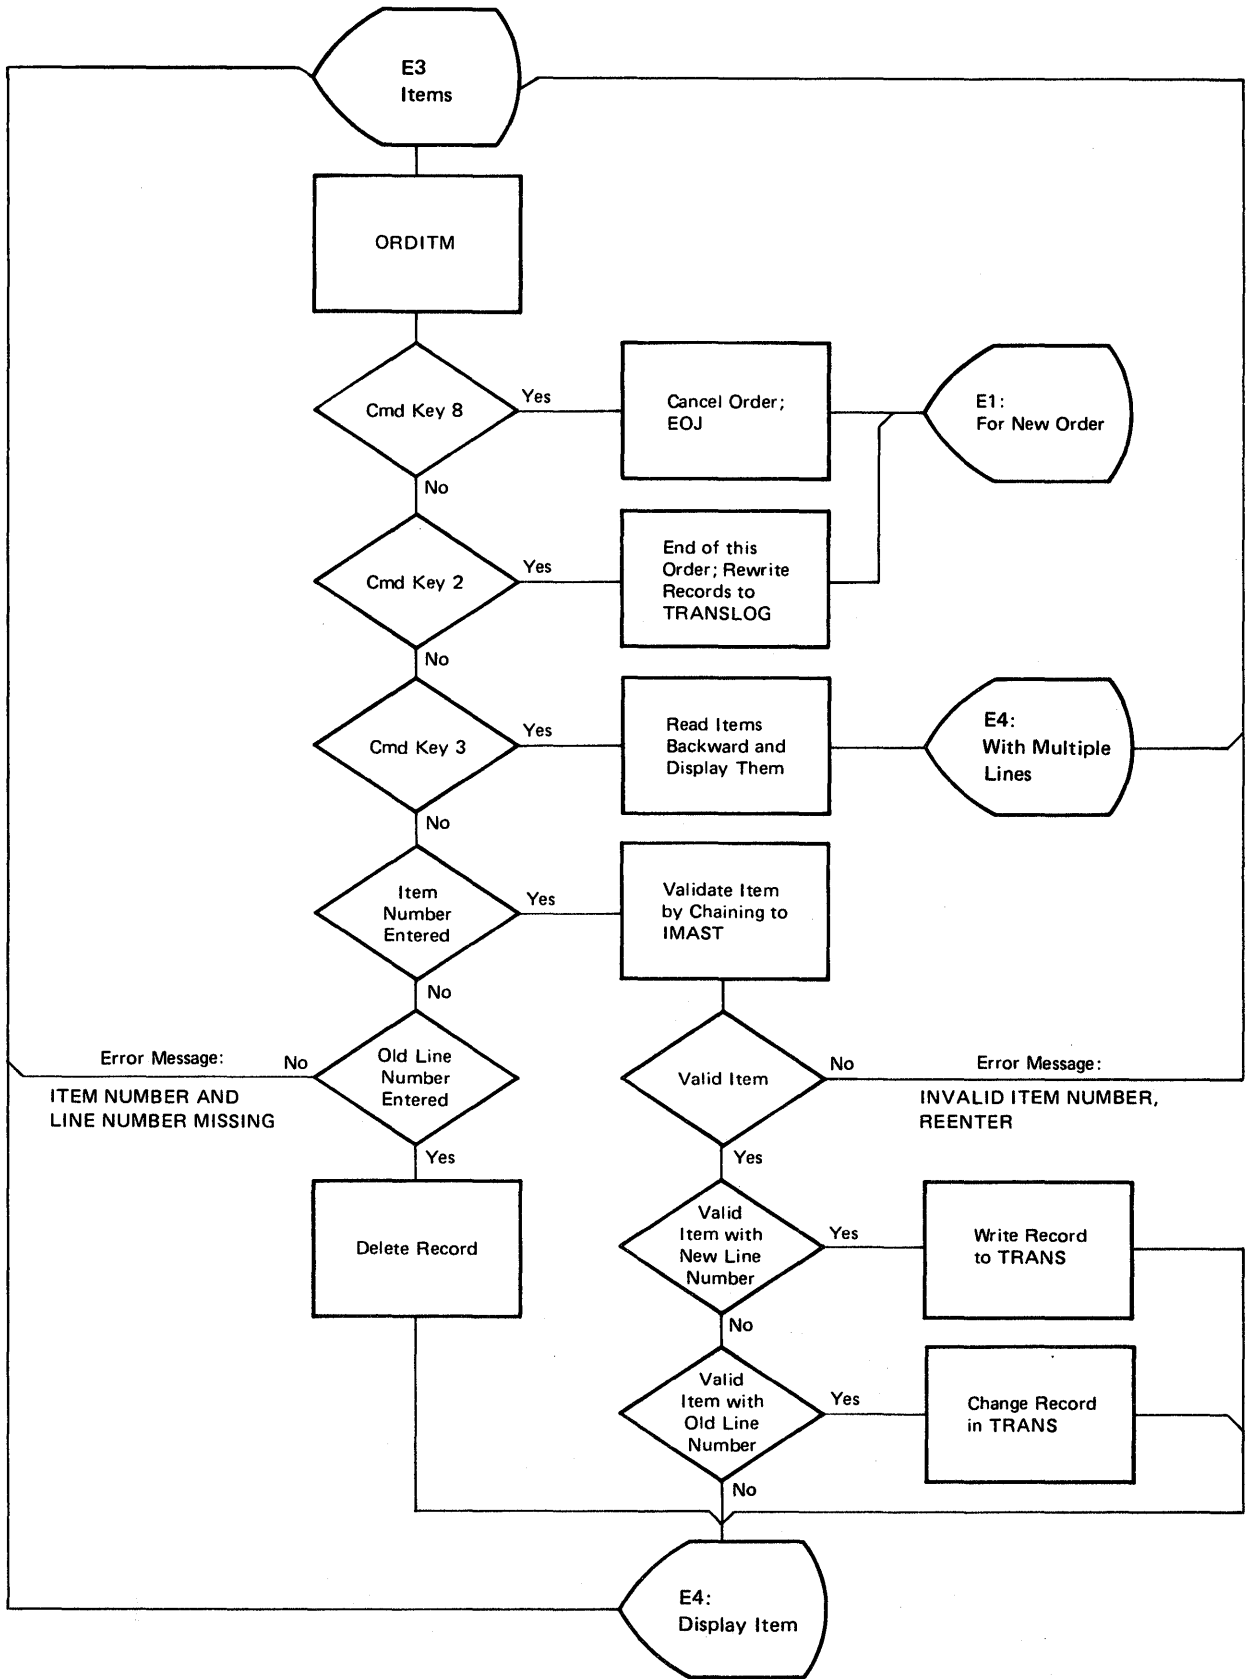 E3
Items
ORDITM
Cmd Key 8
Yes
Cancel Order;
EOJ
E1:
For New Order
No
Cmd Key 2
Yes
End of this
Order; Rewrite
Records to
TRANSLOG
No
Cmd Key 3
Yes
Read Items
Backward and
Display Them
E4:
With Multiple
Lines
No
Item
Number
Entered
Yes
Validate Item
by Chaining to
IMAST
No
Error Message:
No
ITEM NUMBER AND
LINE NUMBER MISSING
Old Line
Number
Entered
Valid Item
No
Error Message:
INVALID ITEM NUMBER,
REENTER
Yes
Yes
Delete Record
Valid
Item with
New Line
Number
Yes
Write Record
to TRANS
No
Valid
Item with
Old Line
Number
Yes
Change Record
in TRANS
No
E4:
Display Item